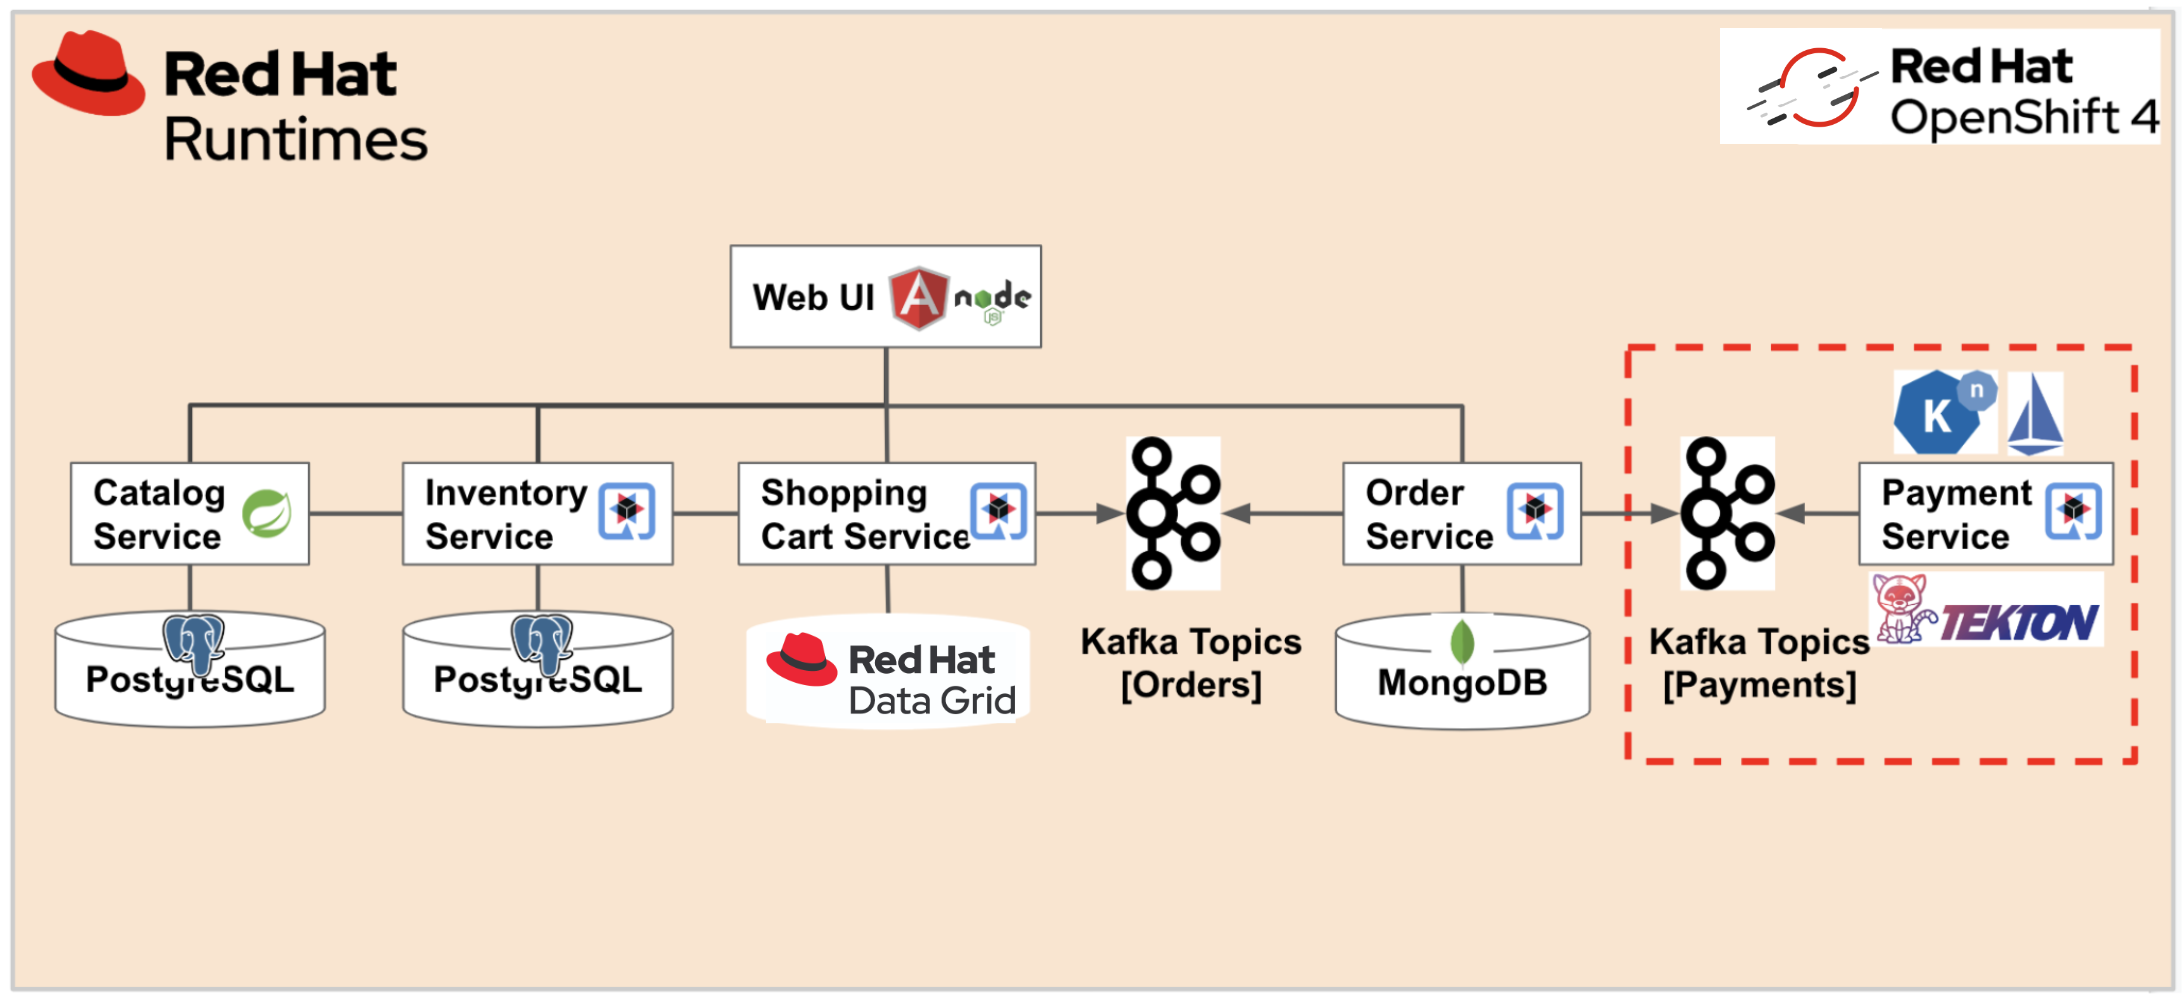 Red Hat
Runtimes
Red Hat
OpenShift 4
Web UI
A
node
JS
Catalog
Service
Inventory
Service
Shopping
Cart Service
Order
Service
K
n
Payment
Service
PostgreSQL
PostgreSQL
Red Hat
Data Grid
Kafka Topics
[Orders]
MongoDB
Kafka Topics
[Payments]
TEKTON